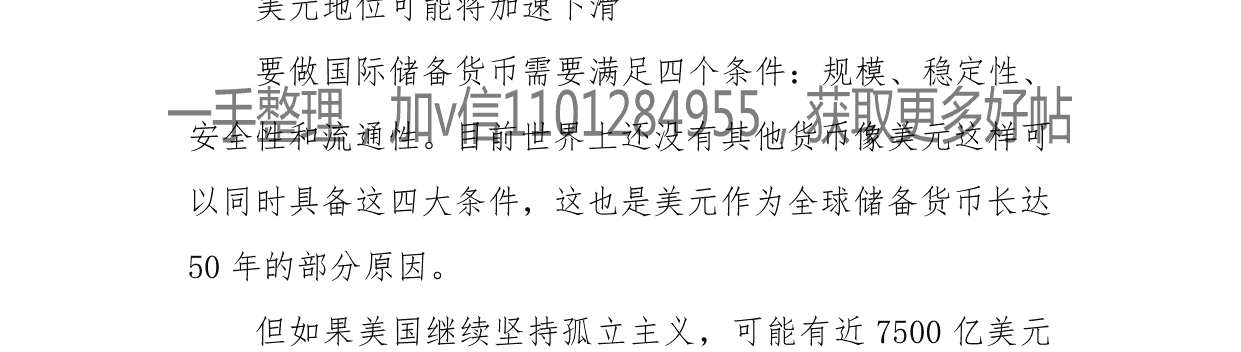 美元地位可能将加速下滑
要做国际储备货币需要满足四个条件：规模、稳定性、
一手整理，加v信1101284955，获取更多好帖
安全性和流通性。目前世界上还没有其他货币像美元这样可
以同时具备这四大条件，这也是美元作为全球储备货币长达
50 年的部分原因。
但如果美国继续坚持孤立主义，可能有近 7500 亿美元